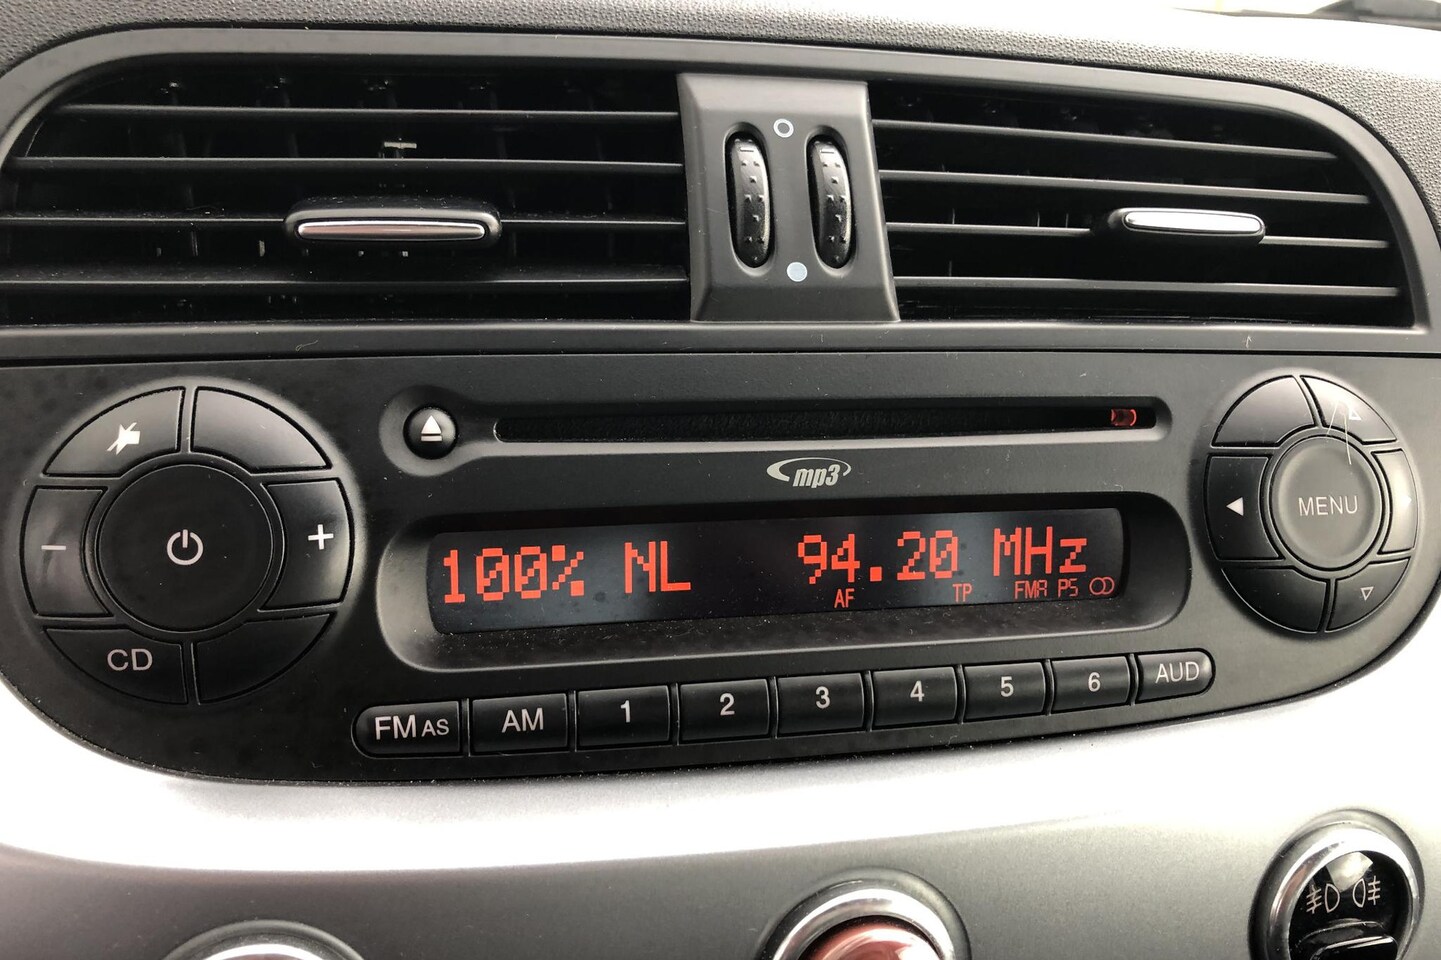 mp3
100% NL 94.20 MHz
AF TP FMA PS
MENU
CD
FM AS AM 1 2 3 4 5 6 AUD